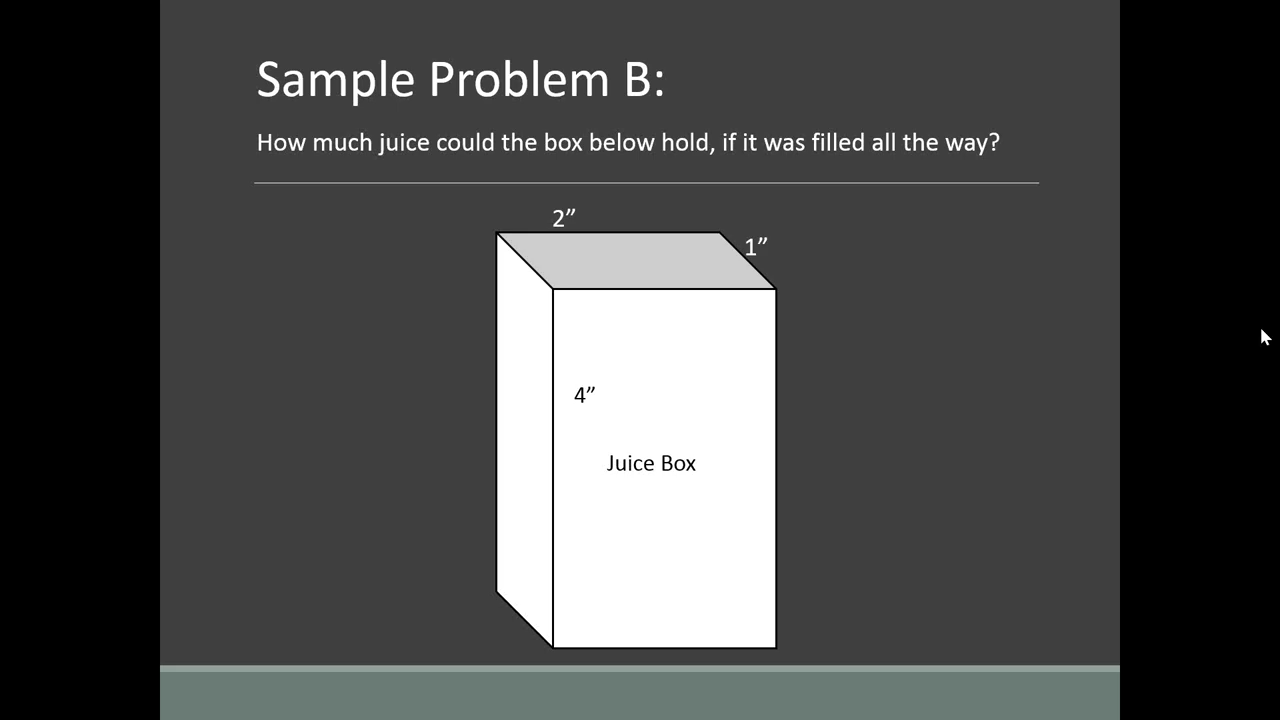 Sample Problem B:
How much juice could the box below hold, if it was filled all the way?
2”
1”
4”
Juice Box